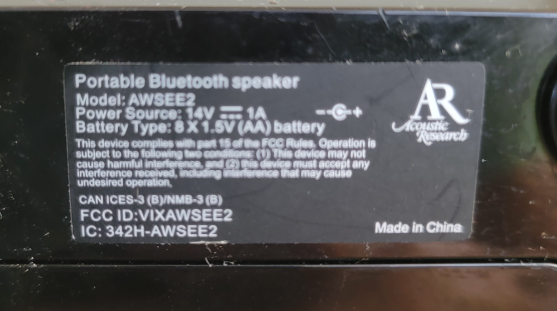 Portable Bluetooth speaker
Model: AWSEE2
Power Source: 14V ⎓ 1A
Battery Type: 8 X 1.5V (AA) battery
This device complies with part 15 of the FCC Rules. Operation is
subject to the following two conditions: (1) This device may not
cause harmful interference, and (2) this device must accept any
interference received, including interference that may cause
undesired operation.
CAN ICES-3 (B)/NMB-3 (B)
FCC ID:VIXAWSEE2
IC: 342H-AWSEE2
AR
Acoustic
Research
Made in China